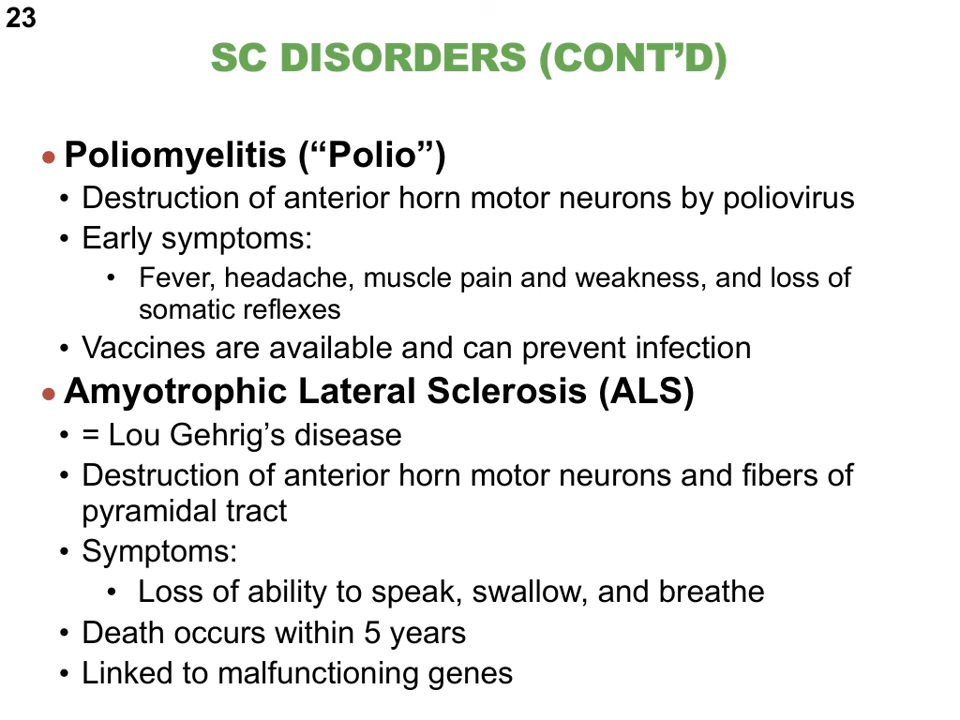 23
SC DISORDERS (CONT’D)
● Poliomyelitis (“Polio”)
• Destruction of anterior horn motor neurons by poliovirus
• Early symptoms:
• Fever, headache, muscle pain and weakness, and loss of
somatic reflexes
• Vaccines are available and can prevent infection
● Amyotrophic Lateral Sclerosis (ALS)
• = Lou Gehrig’s disease
• Destruction of anterior horn motor neurons and fibers of
pyramidal tract
• Symptoms:
• Loss of ability to speak, swallow, and breathe
• Death occurs within 5 years
• Linked to malfunctioning genes